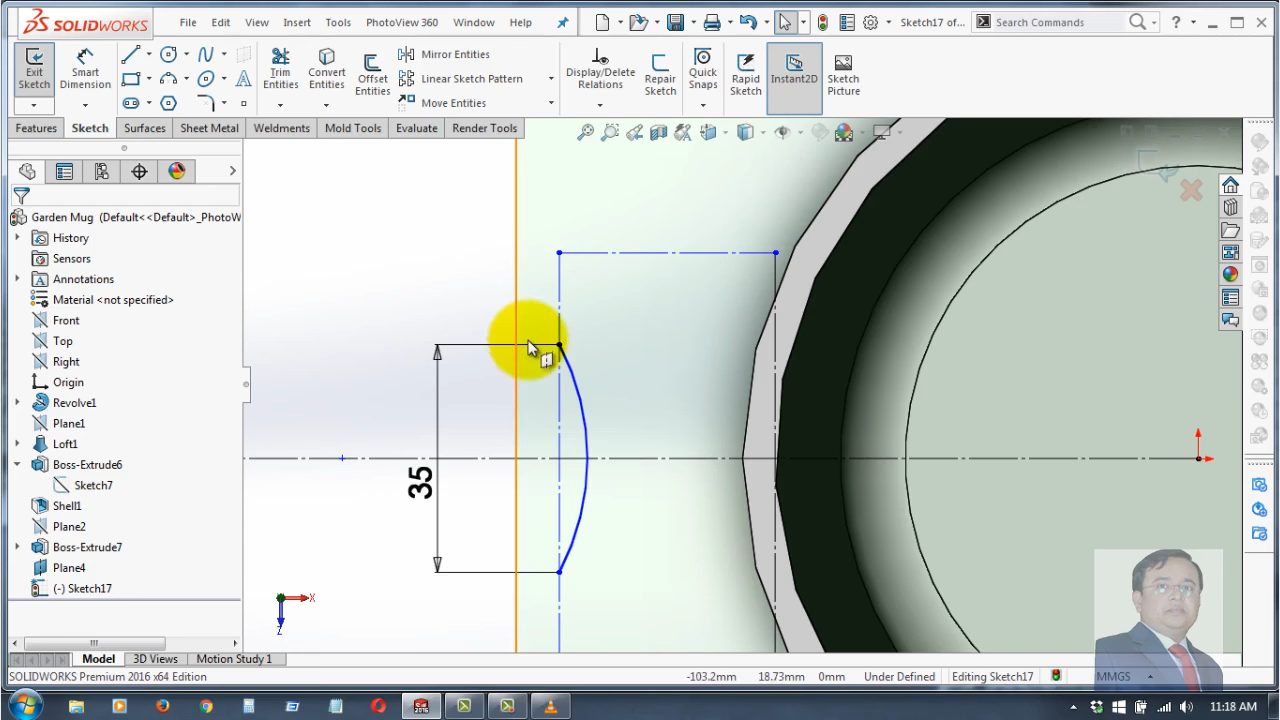 SOLIDWORKS
File Edit View Insert Tools PhotoView 360 Window Help
Sketch17 of...
Search Commands
?
Exit Sketch
Smart Dimension
Trim Entities
Convert Entities
Offset Entities
Mirror Entities
Linear Sketch Pattern
Move Entities
Display/Delete Relations
Repair Sketch
Quick Snaps
Rapid Sketch
Instant2D
Sketch Picture
Features Sketch Surfaces Sheet Metal Weldments Mold Tools Evaluate Render Tools
Garden Mug (Default<<Default>_PhotoW
History
Sensors
Annotations
Material <not specified>
Front
Top
Right
Origin
Revolve1
Plane1
Loft1
Boss-Extrude6
Sketch7
Shell1
Plane2
Boss-Extrude7
Plane4
(-) Sketch17
35
X
Z
Model 3D Views Motion Study 1
SOLIDWORKS Premium 2016 x64 Edition
-103.2mm 18.73mm 0mm Under Defined Editing Sketch17 MMGS
2016
11:18 AM